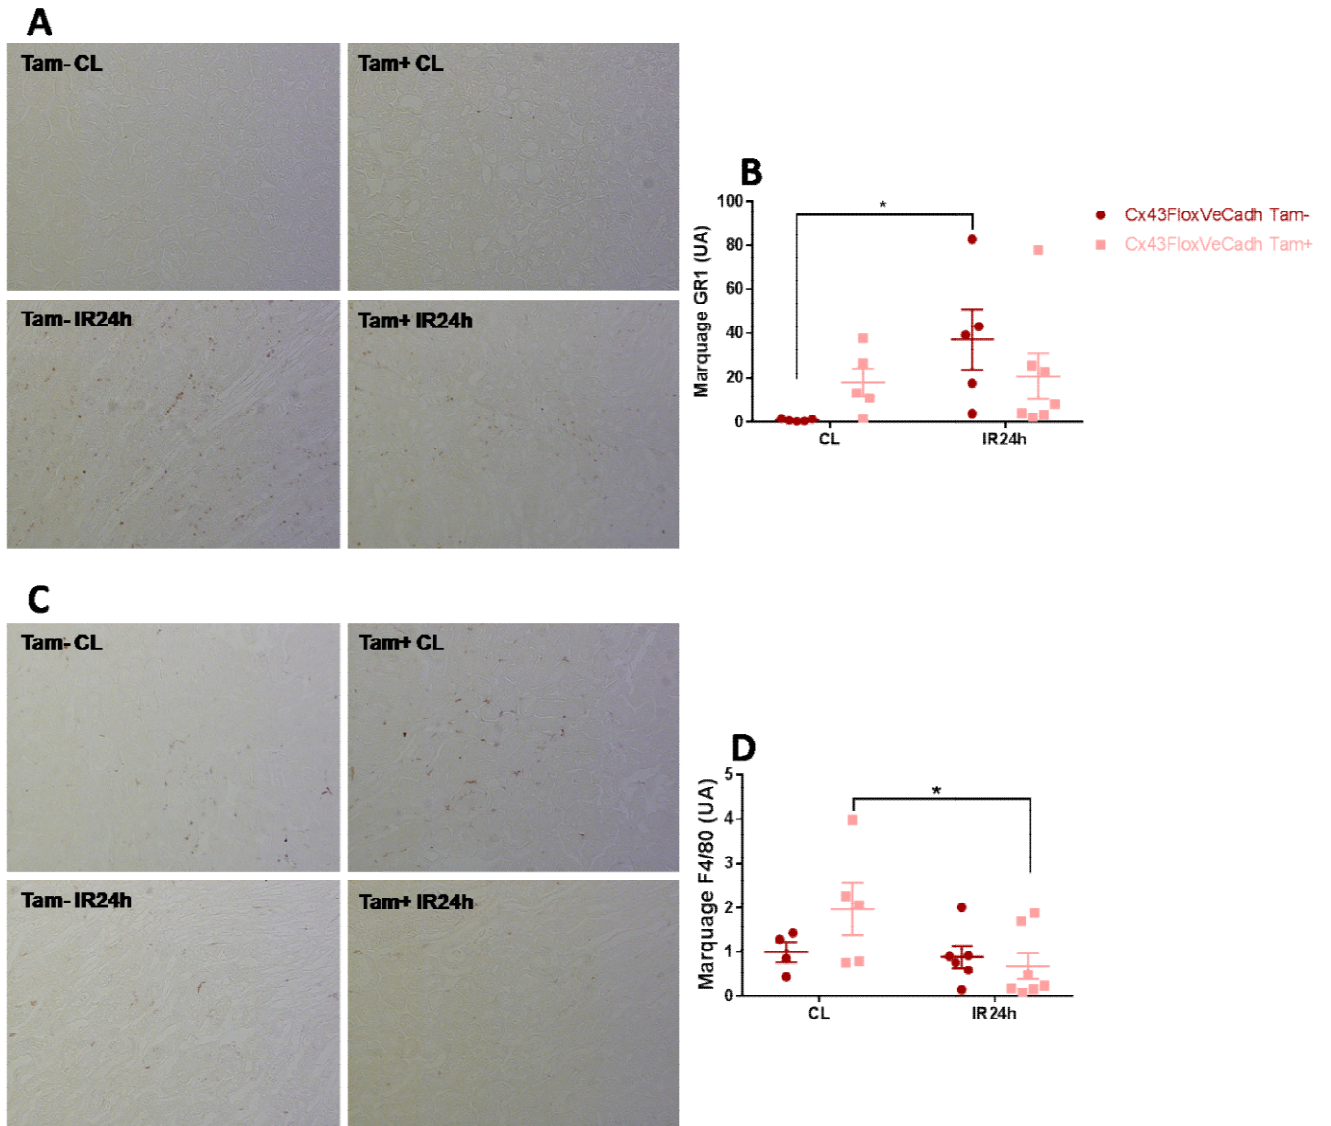 A
Tam- CL
Tam+ CL
Tam- IR24h
Tam+ IR24h
B
Marquage GR1 (UA)
100
80
60
40
20
0
*
CL
IR24h
Cx43FloxVeCadh Tam-
Cx43FloxVeCadh Tam+
C
Tam- CL
Tam+ CL
Tam- IR24h
Tam+ IR24h
D
Marquage F4/80 (UA)
5
4
3
2
1
0
*
CL
IR24h